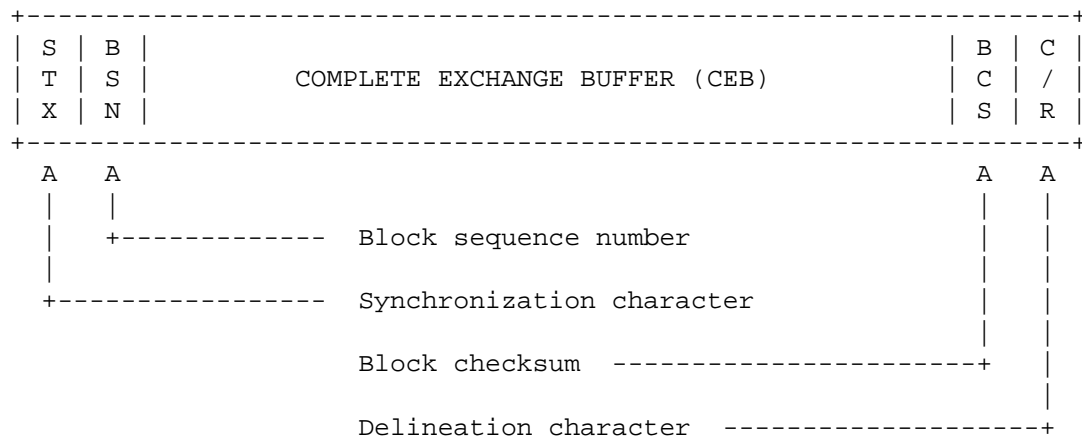 +---------------------------------------------------------------+
| S | B |                                               | B | C |
| T | S |         COMPLETE EXCHANGE BUFFER (CEB)        | C | / |
| X | N |                                               | S | R |
+---------------------------------------------------------------+
  A   A                                                   A   A
  |   |                                                   |   |
  |   +-------------  Block sequence number               |   |
  |                                                       |   |
  +-----------------  Synchronization character           |   |
                                                          |   |
                      Block checksum  --------------------+   |
                                                              |
                      Delineation character  -----------------+